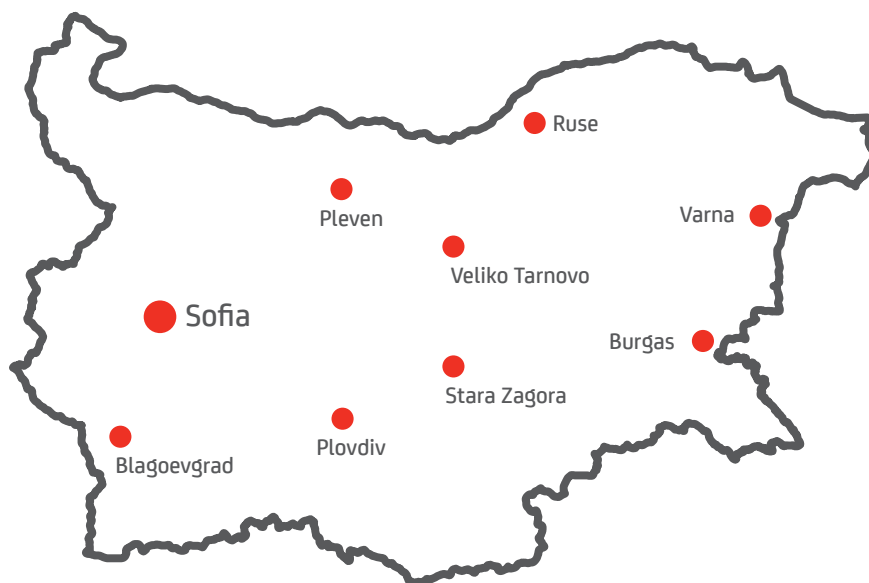 Ruse
Pleven
Varna
Veliko Tarnovo
Sofia
Burgas
Stara Zagora
Plovdiv
Blagoevgrad